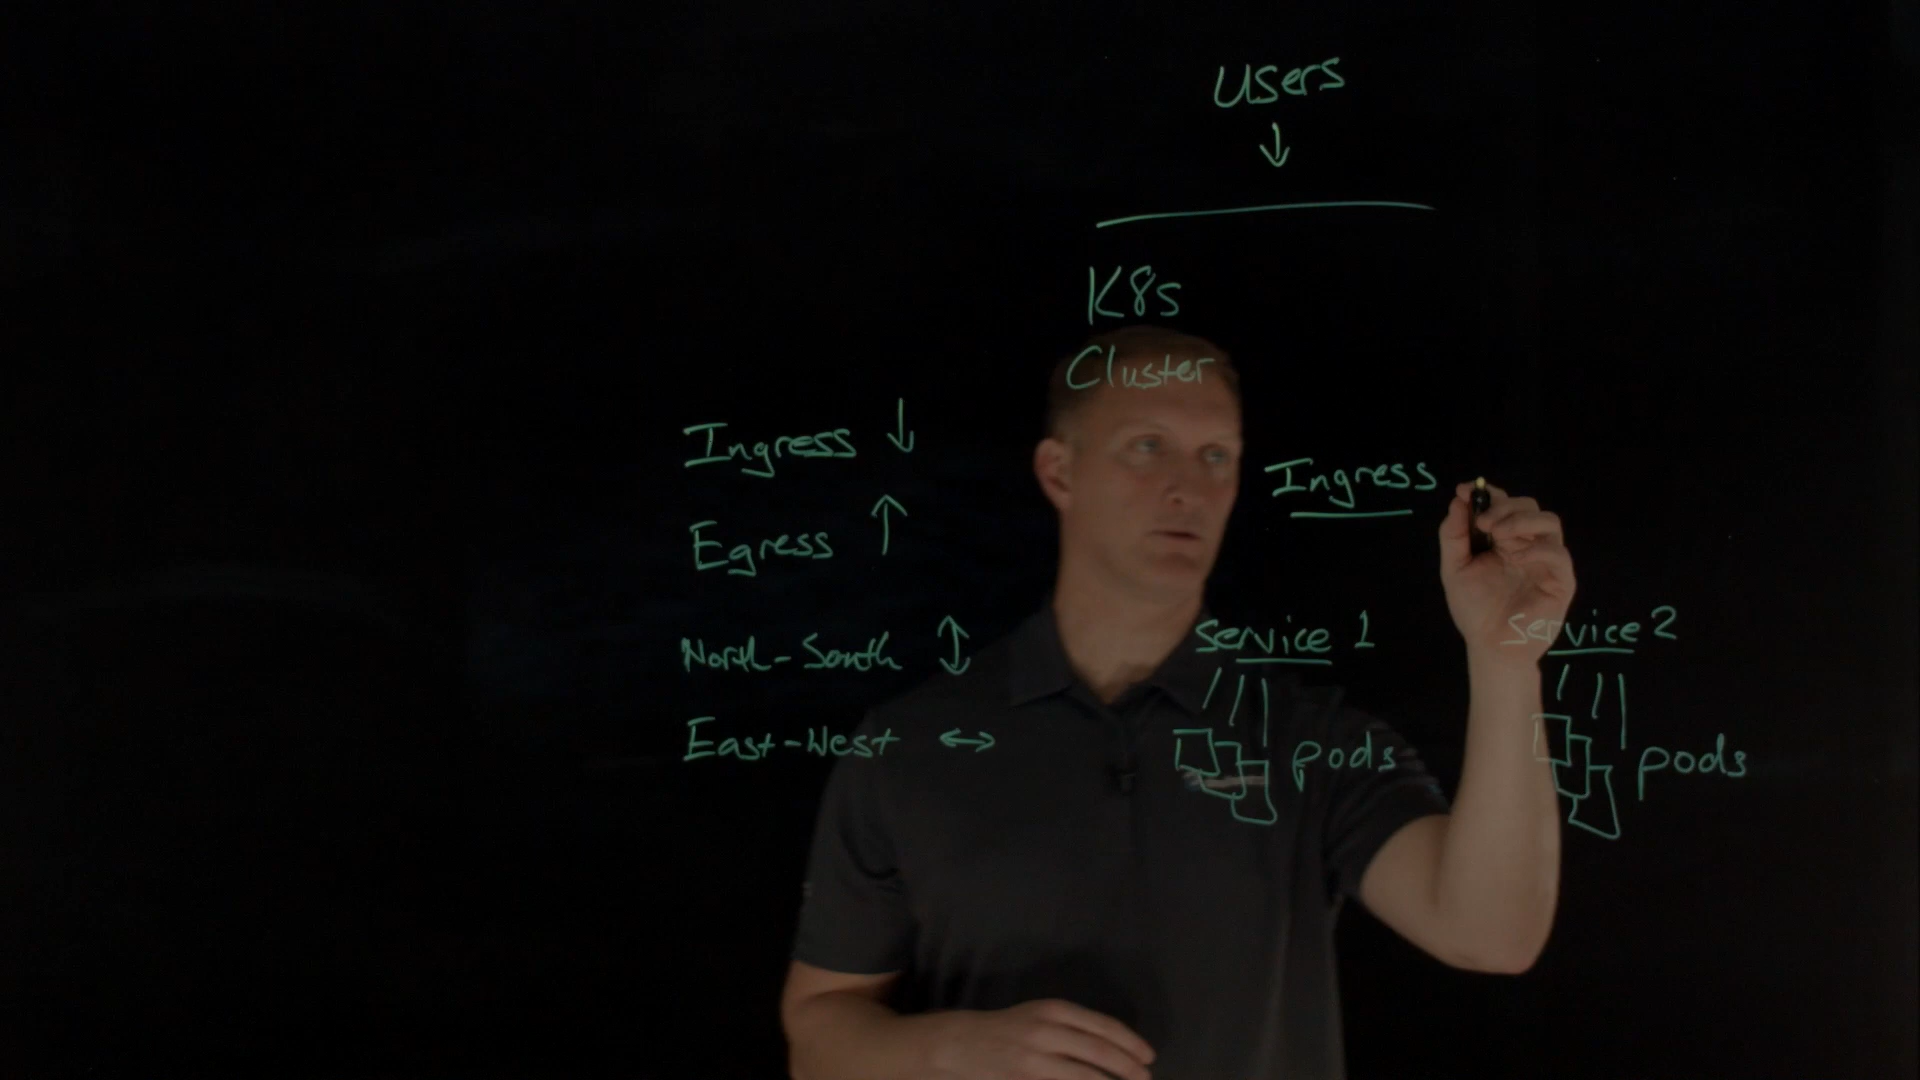 Users
K8s
Cluster
Ingress
Egress
North-South
East-West
Ingress
Service 1
pods
Service 2
pods